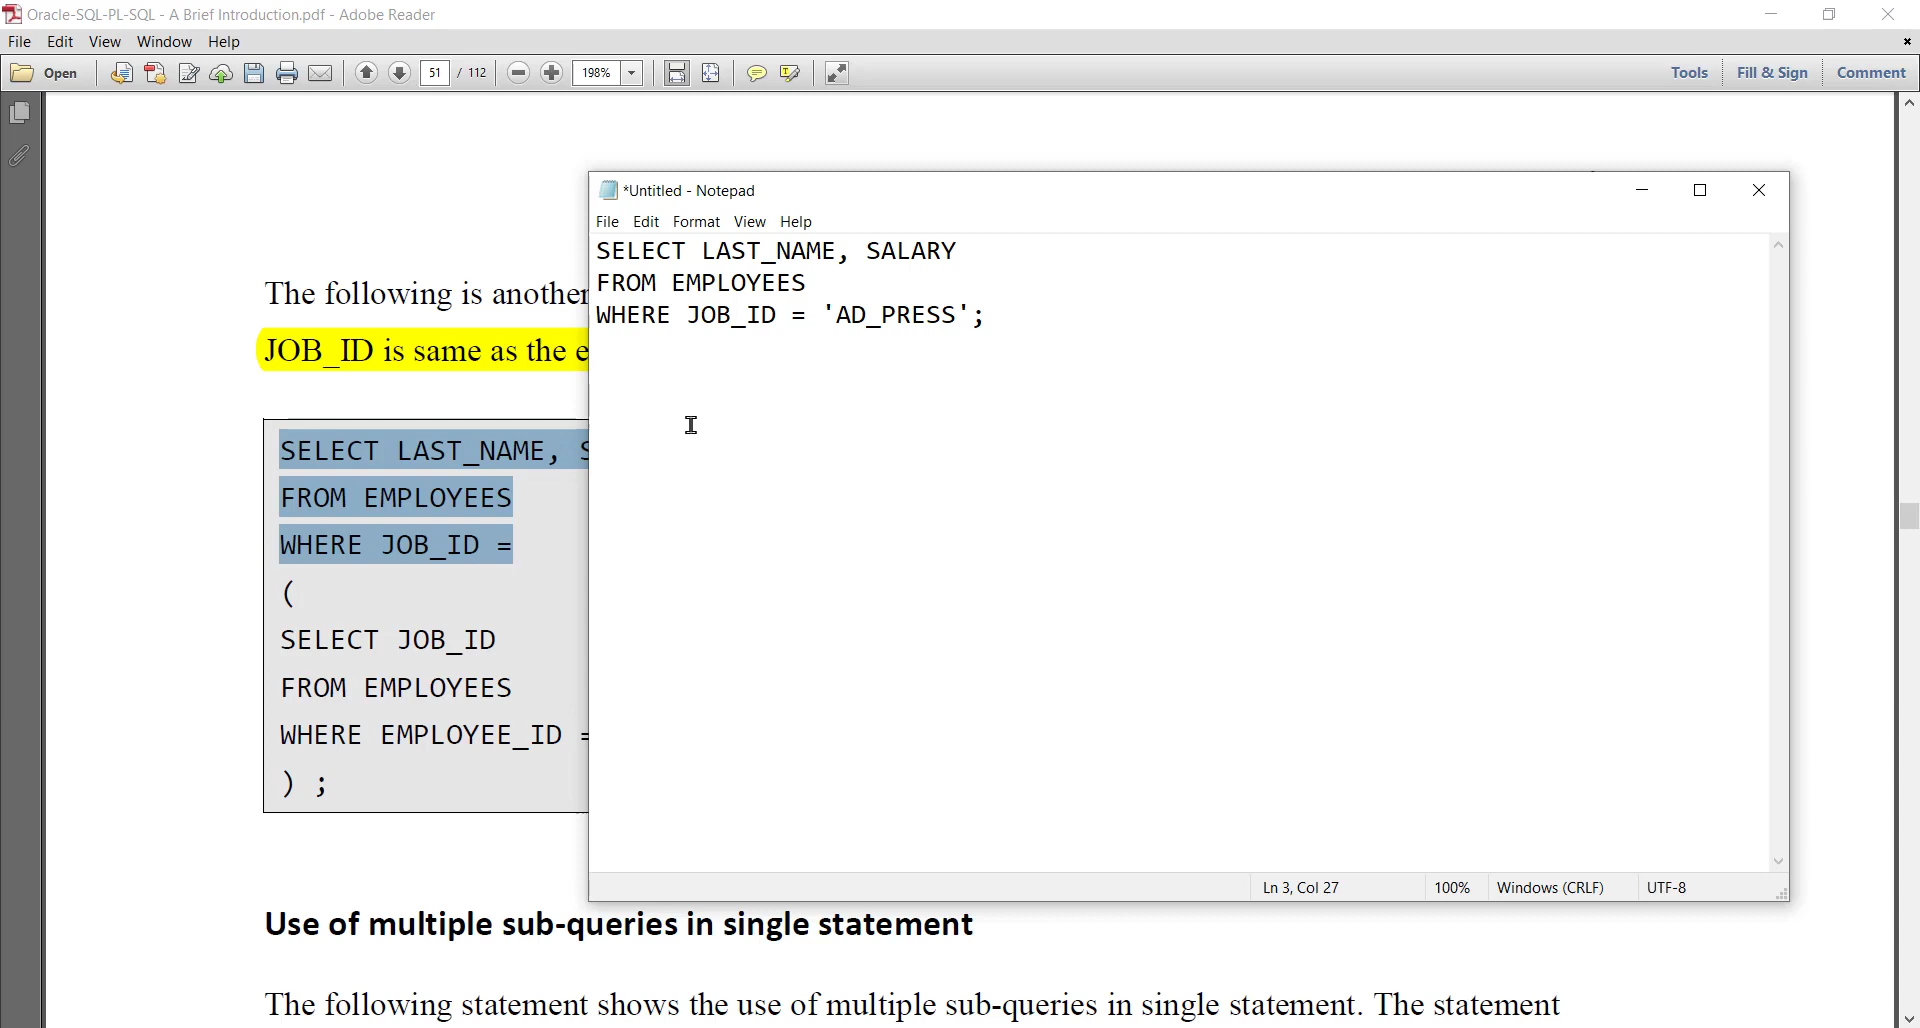 Oracle-SQL-PL-SQL - A Brief Introduction.pdf - Adobe Reader
File Edit View Window Help
Open 51 / 112 198% Tools Fill & Sign Comment
The following is another
JOB_ID is same as the e
SELECT LAST_NAME, S
FROM EMPLOYEES
WHERE JOB_ID =
(
SELECT JOB_ID
FROM EMPLOYEES
WHERE EMPLOYEE_ID =
) ;
*Untitled - Notepad
File Edit Format View Help
SELECT LAST_NAME, SALARY
FROM EMPLOYEES
WHERE JOB_ID = 'AD_PRESS';
Ln 3, Col 27 100% Windows (CRLF) UTF-8
Use of multiple sub-queries in single statement
The following statement shows the use of multiple sub-queries in single statement. The statement